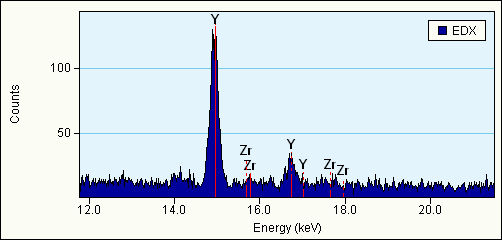 EDX
Y
Zr
Zr
Y
Y
Zr
Zr
100
50
Counts
12.0 14.0 16.0 18.0 20.0
Energy (keV)